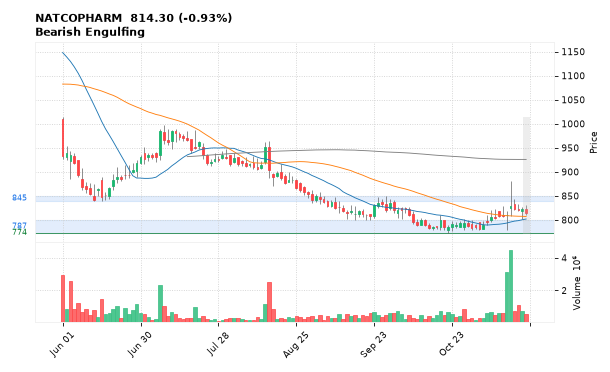 NATCOPHARM 814.30 (-0.93%)
Bearish Engulfing
1150
1100
1050
1000
950
900
850
800
845
787
774
Price
4
2
Volume 10⁶
Jun 01
Jun 30
Jul 28
Aug 25
Sep 23
Oct 23